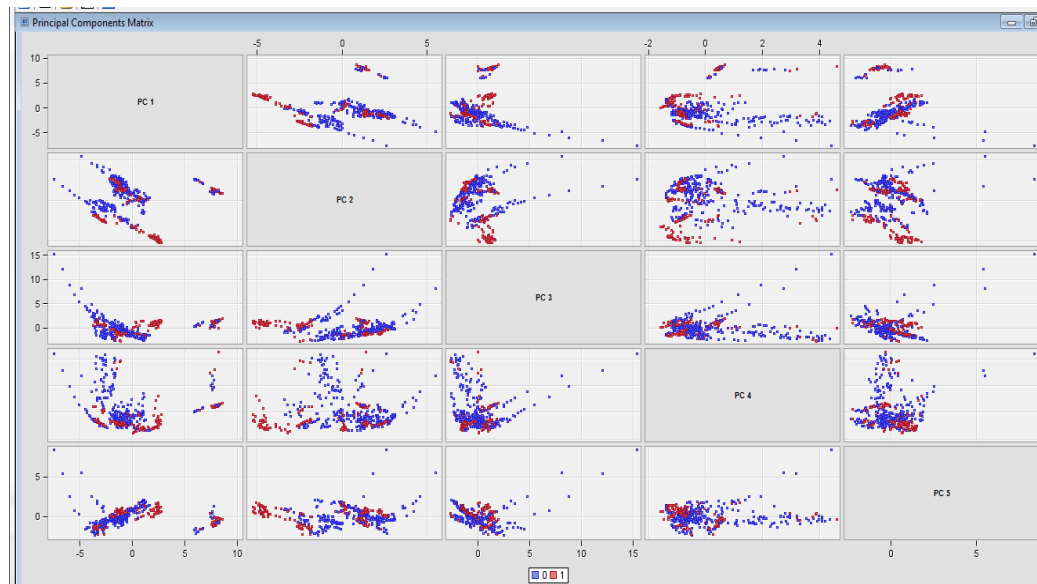 Principal Components Matrix
-5 0 5 -2 0 2 4
10
5
0
-5
PC 1
PC 2
15
10
5
0
PC 3
PC 4
5
0
PC 5
-5 0 5 10 0 5 10 15 0 5
0 1